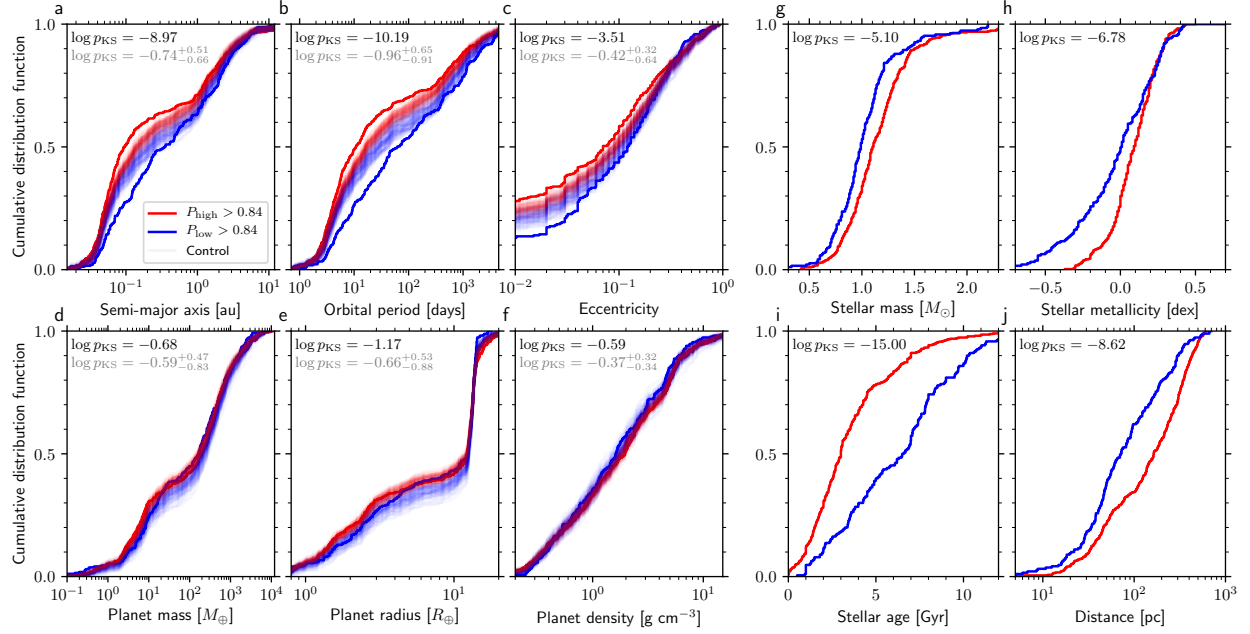 a b c g h
log p_KS = −8.97
log p_KS = −0.74^{+0.51}_{−0.66}
log p_KS = −10.19
log p_KS = −0.96^{+0.65}_{−0.91}
log p_KS = −3.51
log p_KS = −0.42^{+0.32}_{−0.64}
log p_KS = −5.10
log p_KS = −6.78
Cumulative distribution function
1.0
0.5
0.0
P_high > 0.84
P_low > 0.84
Control
10^{−1} 10^0 10^1
Semi-major axis [au]
10^0 10^1 10^2 10^3
Orbital period [days]
10^{−2} 10^{−1} 10^0
Eccentricity
0.5 1.0 1.5 2.0
Stellar mass [M_⊙]
−0.5 0.0 0.5
Stellar metallicity [dex]
d e f i j
log p_KS = −0.68
log p_KS = −0.59^{+0.47}_{−0.83}
log p_KS = −1.17
log p_KS = −0.66^{+0.53}_{−0.88}
log p_KS = −0.59
log p_KS = −0.37^{+0.32}_{−0.34}
log p_KS = −15.00
log p_KS = −8.62
Cumulative distribution function
1.0
0.5
0.0
10^{−1} 10^0 10^1 10^2 10^3 10^4
Planet mass [M_⊕]
10^0 10^1
Planet radius [R_⊕]
10^0 10^1
Planet density [g cm^{−3}]
0 5 10
Stellar age [Gyr]
10^1 10^2 10^3
Distance [pc]